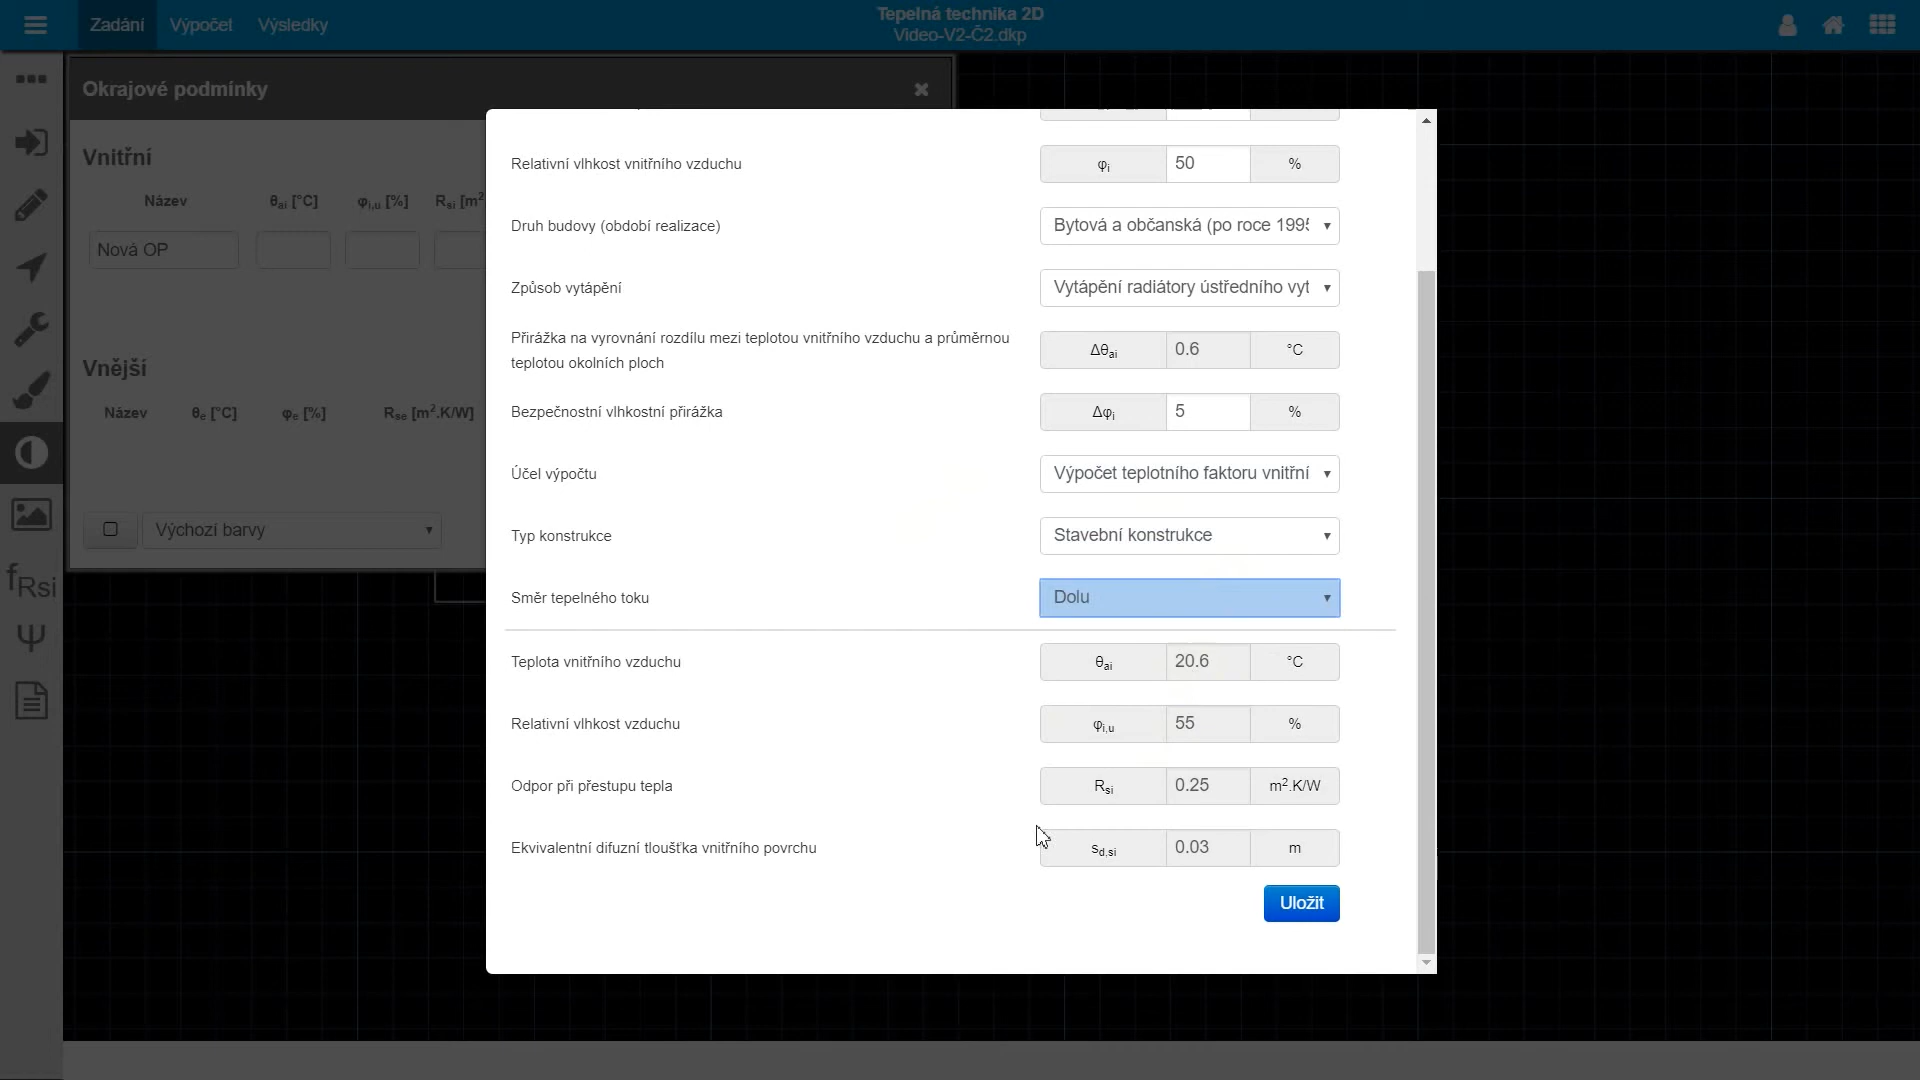 Zadání
Výpočet
Výsledky
Tepelná technika 2D
Video-V2-Č2.dkp
Okrajové podmínky
Vnitřní
Název θai [°C] φi,u [%] Rsi [m²
Nová OP
Vnější
Název θe [°C] φe [%] Rse [m².K/W]
Výchozí barvy
fRsi
Ψ
Relativní vlhkost vnitřního vzduchu φi 50 %
Druh budovy (období realizace) Bytová a občanská (po roce 1995
Způsob vytápění Vytápění radiátory ústředního vyt
Přirážka na vyrovnání rozdílu mezi teplotou vnitřního vzduchu a průměrnou
teplotou okolních ploch
Δθai 0.6 °C
Bezpečnostní vlhkostní přirážka Δφi 5 %
Účel výpočtu Výpočet teplotního faktoru vnitřní
Typ konstrukce Stavební konstrukce
Směr tepelného toku Dolu
Teplota vnitřního vzduchu θai 20.6 °C
Relativní vlhkost vzduchu φi,u 55 %
Odpor při přestupu tepla Rsi 0.25 m².K/W
Ekvivalentní difuzní tloušťka vnitřního povrchu sd,si 0.03 m
Uložit